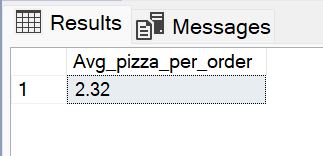 Results Messages
Avg_pizza_per_order
1 2.32